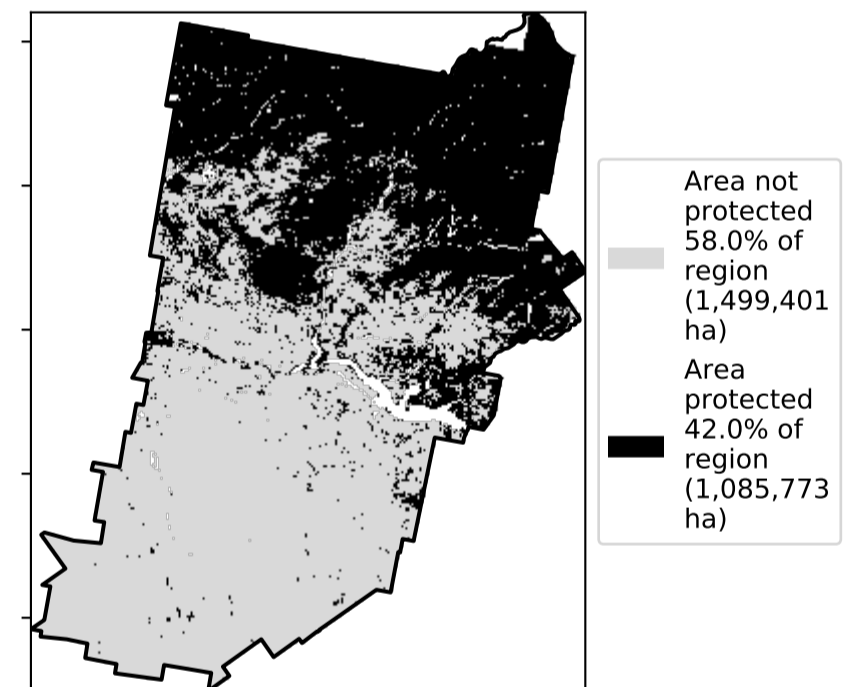 Area not
protected
58.0% of
region
(1,499,401
ha)
Area
protected
42.0% of
region
(1,085,773
ha)